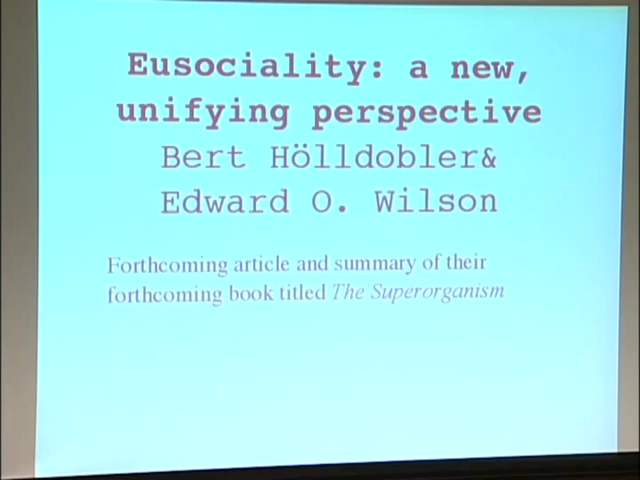 Eusociality: a new,
unifying perspective
Bert Hölldobler&
Edward O. Wilson
Forthcoming article and summary of their
forthcoming book titled The Superorganism